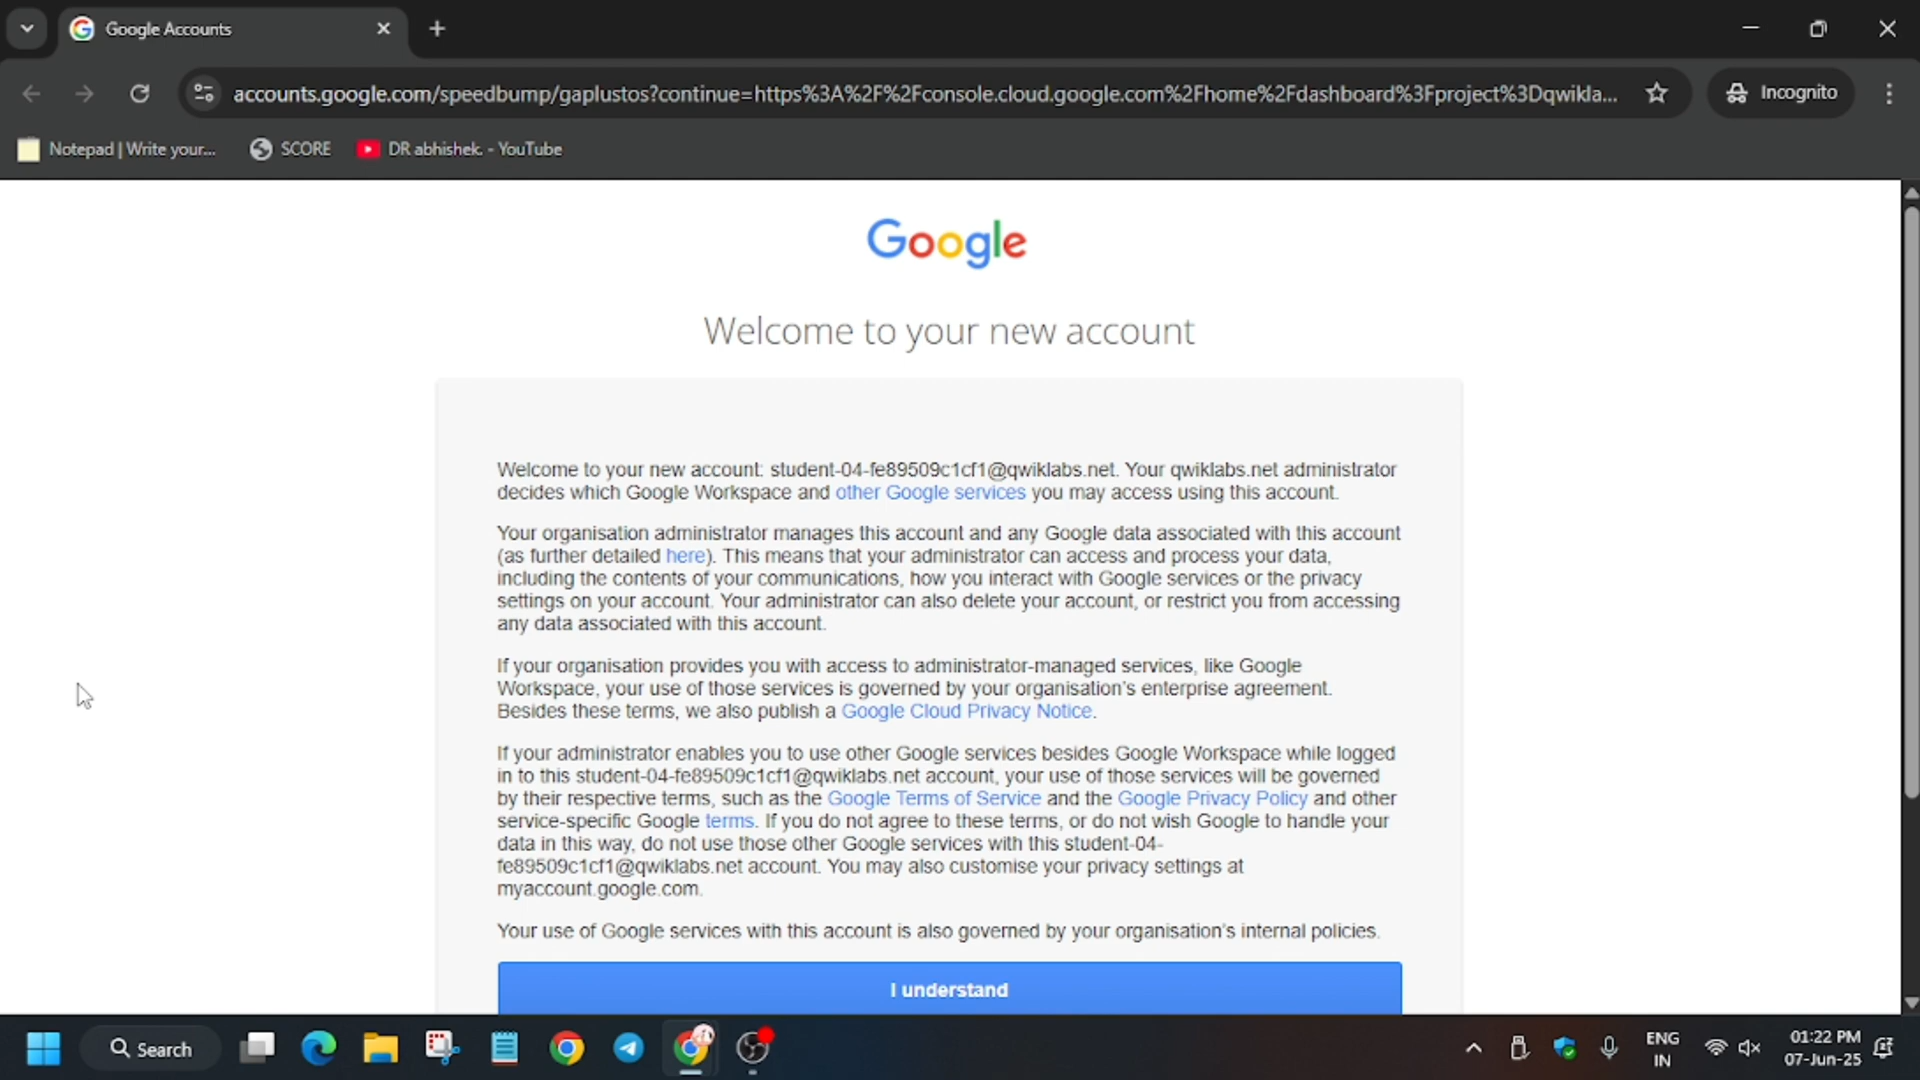 Google Accounts
accounts.google.com/speedbump/gaplustos?continue=https%3A%2F%2Fconsole.cloud.google.com%2Fhome%2Fdashboard%3Fproject%3Dqwikla...
Incognito
Notepad | Write your...
SCORE
DR abhishek. - YouTube
Google
Welcome to your new account
Welcome to your new account: student-04-fe89509c1cf1@qwiklabs.net. Your qwiklabs.net administrator
decides which Google Workspace and other Google services you may access using this account.
Your organisation administrator manages this account and any Google data associated with this account
(as further detailed here). This means that your administrator can access and process your data,
including the contents of your communications, how you interact with Google services or the privacy
settings on your account. Your administrator can also delete your account, or restrict you from accessing
any data associated with this account.
If your organisation provides you with access to administrator-managed services, like Google
Workspace, your use of those services is governed by your organisation's enterprise agreement.
Besides these terms, we also publish a Google Cloud Privacy Notice.
If your administrator enables you to use other Google services besides Google Workspace while logged
in to this student-04-fe89509c1cf1@qwiklabs.net account, your use of those services will be governed
by their respective terms, such as the Google Terms of Service and the Google Privacy Policy and other
service-specific Google terms. If you do not agree to these terms, or do not wish Google to handle your
data in this way, do not use those other Google services with this student-04-
fe89509c1cf1@qwiklabs.net account. You may also customise your privacy settings at
myaccount.google.com.
Your use of Google services with this account is also governed by your organisation's internal policies.
I understand
Search
ENG
IN
01:22 PM
07-Jun-25